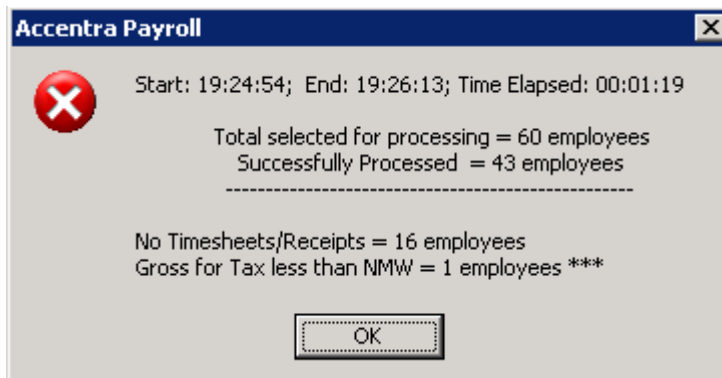 Accentra Payroll
Start: 19:24:54; End: 19:26:13; Time Elapsed: 00:01:19
Total selected for processing = 60 employees
Successfully Processed = 43 employees
---------------------------------------------------
No Timesheets/Receipts = 16 employees
Gross for Tax less than NMW = 1 employees ***
OK